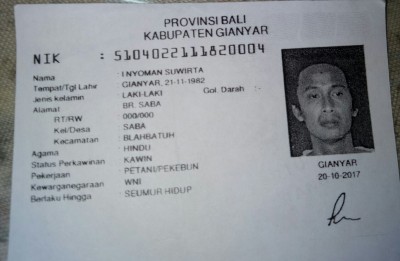 PROVINSI BALI
KABUPATEN GIANYAR
NIK : 5104022111820004
Nama : I NYOMAN SUWIRTA
Tempat/Tgl Lahir : GIANYAR, 21-11-1982
Jenis kelamin : LAKI-LAKI Gol. Darah :
Alamat : BR. SABA
RT/RW : 000/000
Kel/Desa : SABA
Kecamatan : BLAHBATUH
Agama : HINDU
Status Perkawinan : KAWIN
Pekerjaan : PETANI/PEKEBUN
Kewarganegaraan : WNI
Berlaku Hingga : SEUMUR HIDUP
GIANYAR
20-10-2017